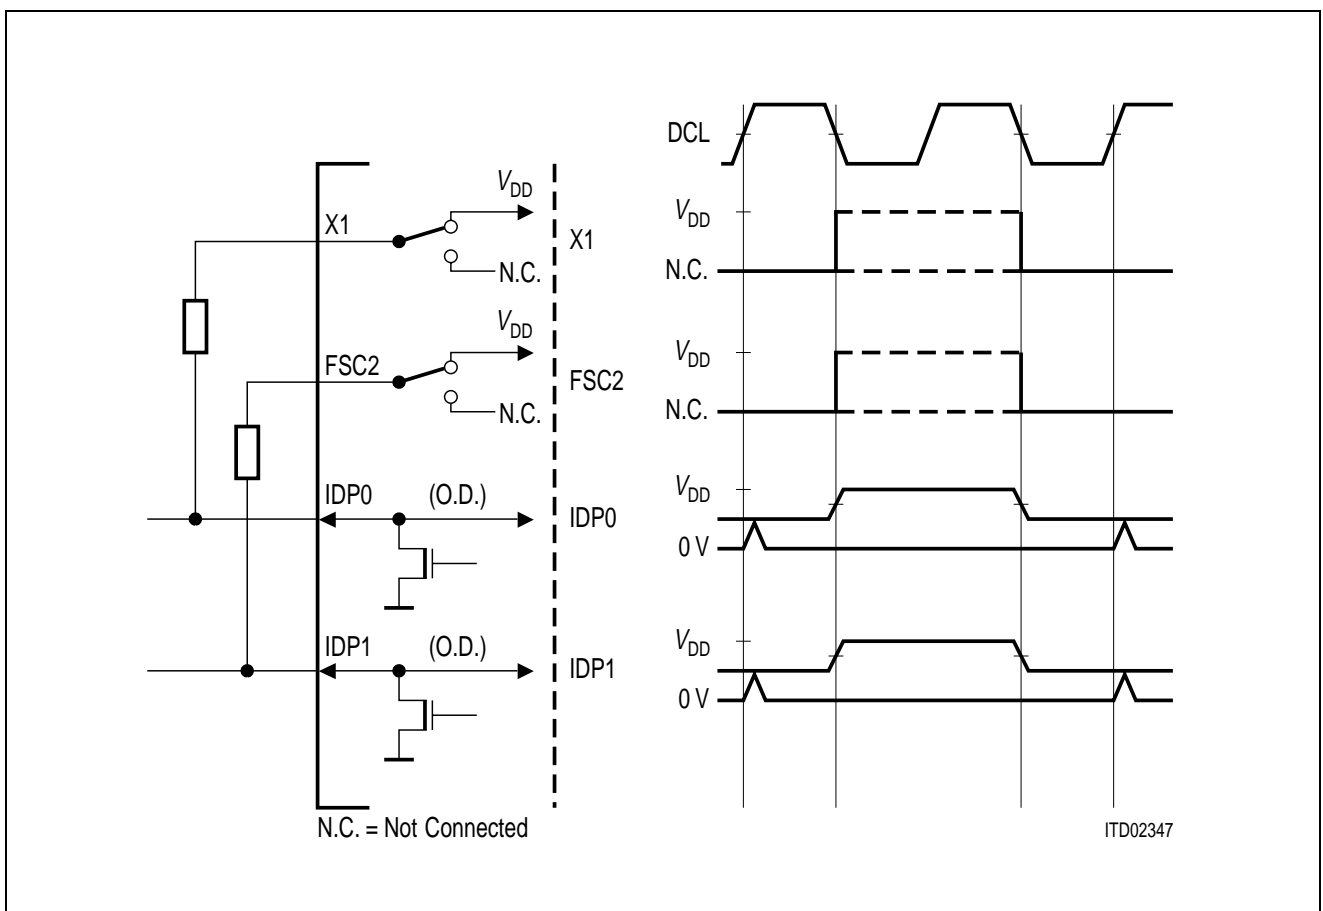 X1
VDD
N.C.
X1
FSC2
VDD
N.C.
FSC2
IDP0
(O.D.)
IDP0
IDP1
(O.D.)
IDP1
N.C. = Not Connected
DCL
VDD
N.C.
VDD
N.C.
VDD
0 V
VDD
0 V
ITD02347